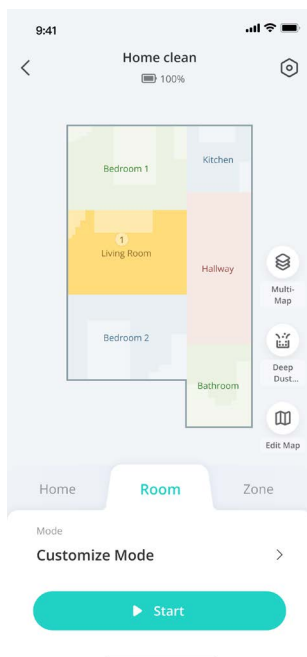 9:41
Home clean
100%
Bedroom 1
Kitchen
1
Living Room
Hallway
Multi-
Map
Bedroom 2
Deep
Dust...
Bathroom
Edit Map
Home
Room
Zone
Mode
Customize Mode
Start